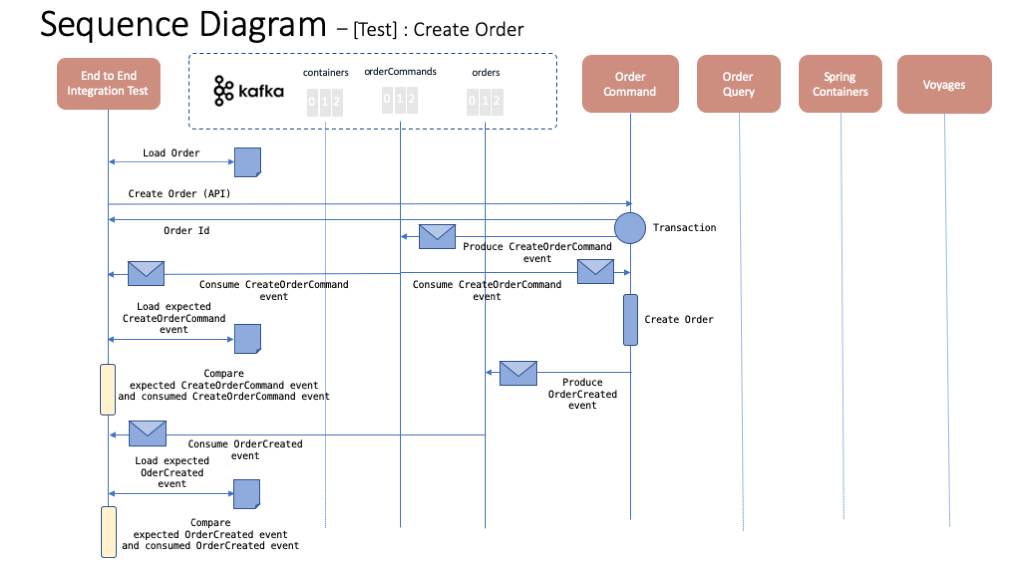 Sequence Diagram – [Test] : Create Order
End to End
Integration Test
kafka
containers
0 1 2
orderCommands
0 1 2
orders
0 1 2
Order
Command
Order
Query
Spring
Containers
Voyages
Load Order
Create Order (API)
Order Id
Transaction
Produce CreateOrderCommand
event
Consume CreateOrderCommand
event
Consume CreateOrderCommand
event
Load expected
CreateOrderCommand
event
Create Order
Compare
expected CreateOrderCommand event
and consumed CreateOrderCommand event
Produce
OrderCreated
event
Consume OrderCreated
event
Load expected
OderCreated
event
Compare
expected OrderCreated event
and consumed OrderCreated event